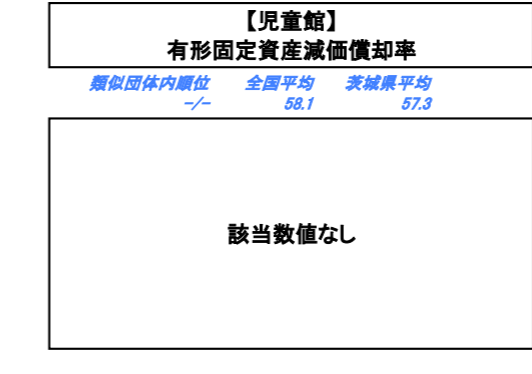 【児童館】
有形固定資産減価償却率
類似団体内順位 全国平均 茨城県平均
-/- 58.1 57.3
該当数値なし